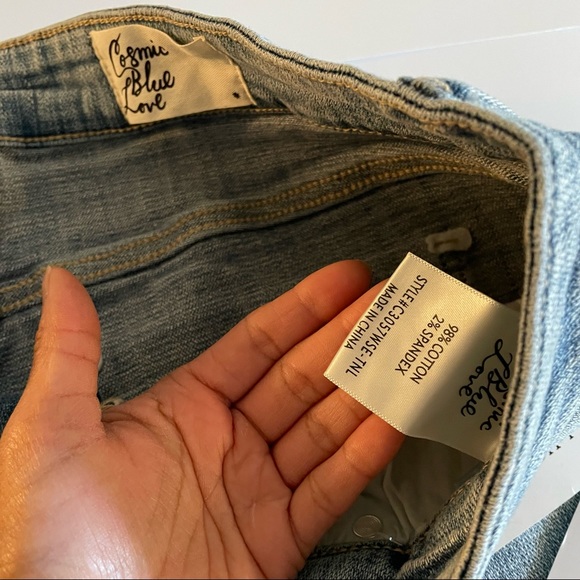 Cosmic
Blue
Love
STYLE#C3057WSE-TNL
MADE IN CHINA
98% COTTON
2% SPANDEX
Blue
Love